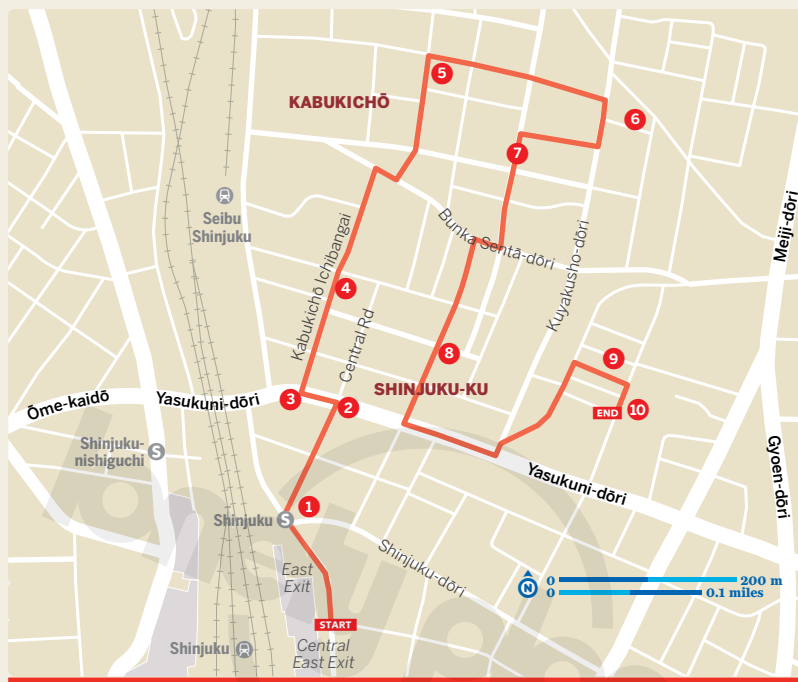 5
KABUKICHŌ
6
7
Seibu
Shinjuku
Bunka Sentā-dōri
Meiji-dōri
Kabukichō Ichibangai
4
Central Rd
Kuyakusho-dōri
8
9
SHINJUKU-KU
3
2
END
10
Ōme-kaidō
Yasukuni-dōri
Shinjuku-
nishiguchi
S
Yasukuni-dōri
Gyoen-dōri
1
Shinjuku
S
Shinjuku-dōri
East
Exit
N
0
200 m
0
0.1 miles
START
Shinjuku
Central
East Exit